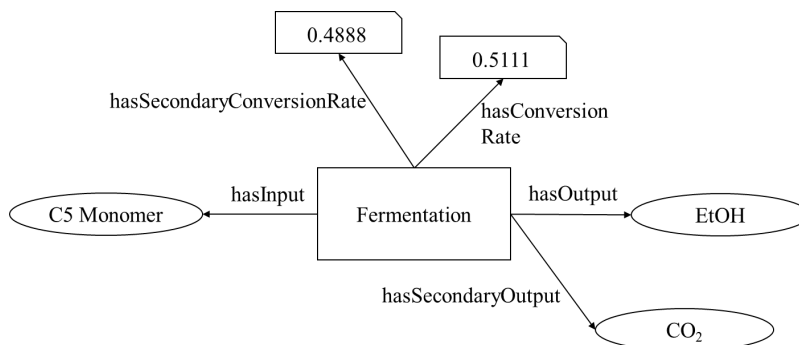 0.4888
0.5111
hasSecondaryConversionRate
hasConversion
Rate
hasInput
hasOutput
C5 Monomer
Fermentation
EtOH
hasSecondaryOutput
CO₂